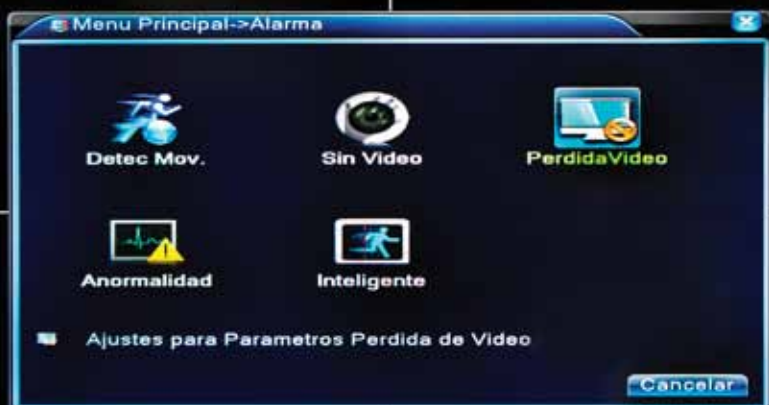 Menu Principal->Alarma
Detec Mov. Sin Video PerdidaVideo
Anormalidad Inteligente
Ajustes para Parametros Perdida de Video
Cancelar